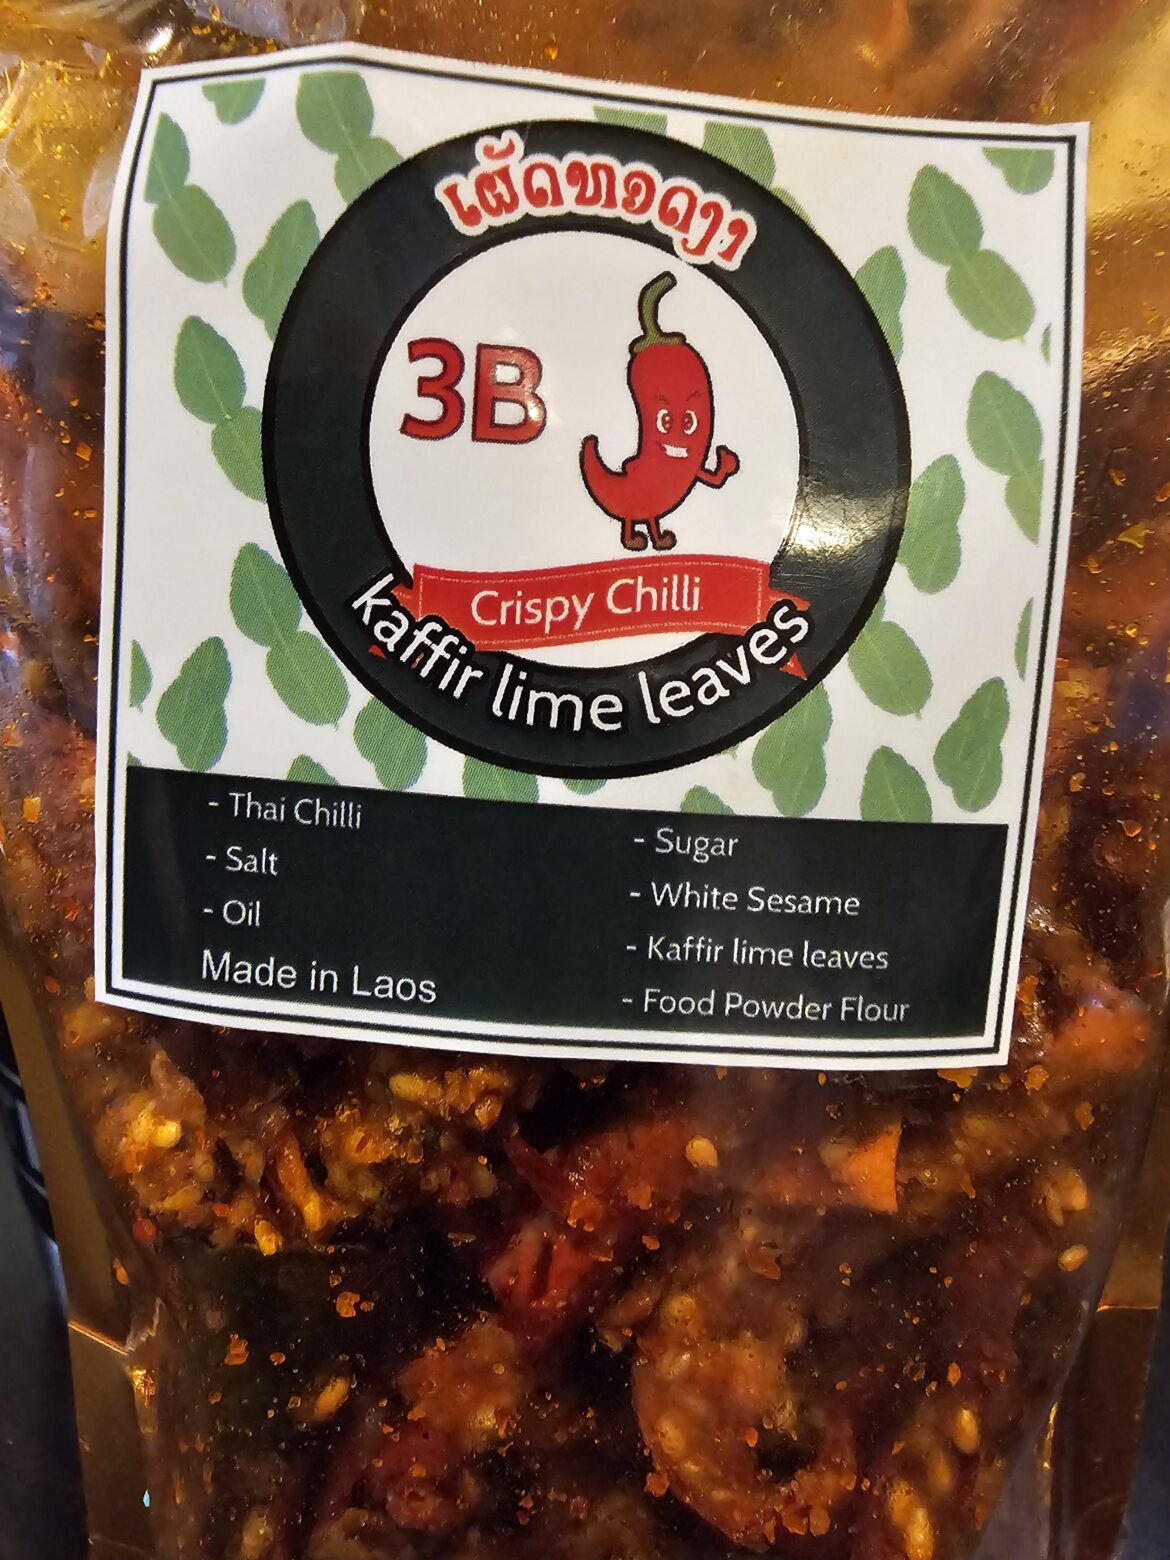 ເຜັດທອດງາ
3B
Crispy Chilli
kaffir lime leaves
- Thai Chilli
- Salt
- Oil
Made in Laos
- Sugar
- White Sesame
- Kaffir lime leaves
- Food Powder Flour